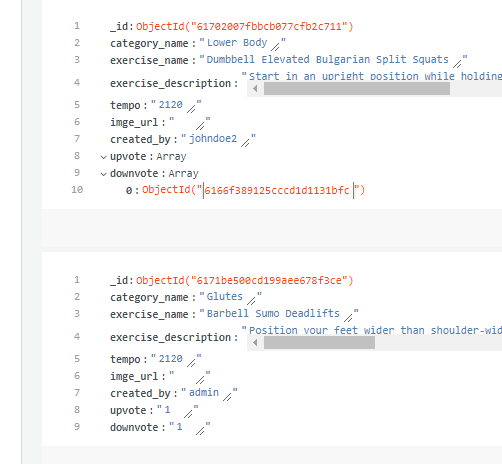 1 _id:ObjectId("61702007fbbcb077cfb2c711")
2 category_name:"Lower Body
3 exercise_name:"Dumbbell Elevated Bulgarian Split Squats
4 exercise_description:"Start in an upright position while holding
5 tempo:"2120
6 imge_url:"
7 created_by:"johndoe2
8 upvote:Array
9 downvote:Array
10 0:ObjectId("6166f389125cccd1d1131bfc")
1 _id:ObjectId("6171be500cd199aee678f3ce")
2 category_name:"Glutes
3 exercise_name:"Barbell Sumo Deadlifts
4 exercise_description:"Position your feet wider than shoulder-wid
5 tempo:"2120
6 imge_url:"
7 created_by:"admin
8 upvote:"1
9 downvote:"1